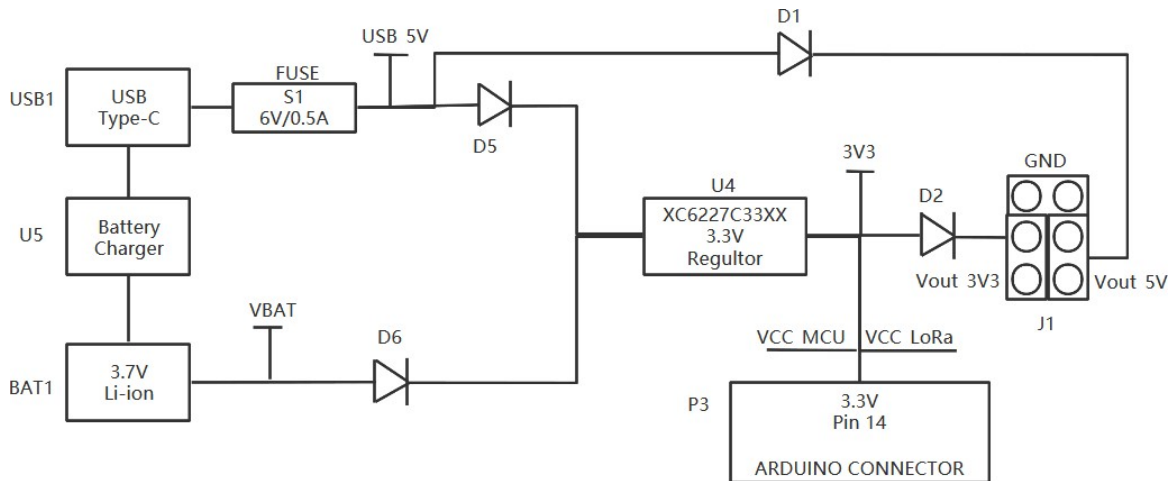 D1
USB 5V
FUSE
USB1
USB
Type-C
S1
6V/0.5A
D5
3V3
GND
U4
D2
U5
Battery
Charger
XC6227C33XX
3.3V
Regultor
Vout 3V3
Vout 5V
VBAT
J1
D6
VCC MCU
VCC LoRa
BAT1
3.7V
Li-ion
P3
3.3V
Pin 14
ARDUINO CONNECTOR